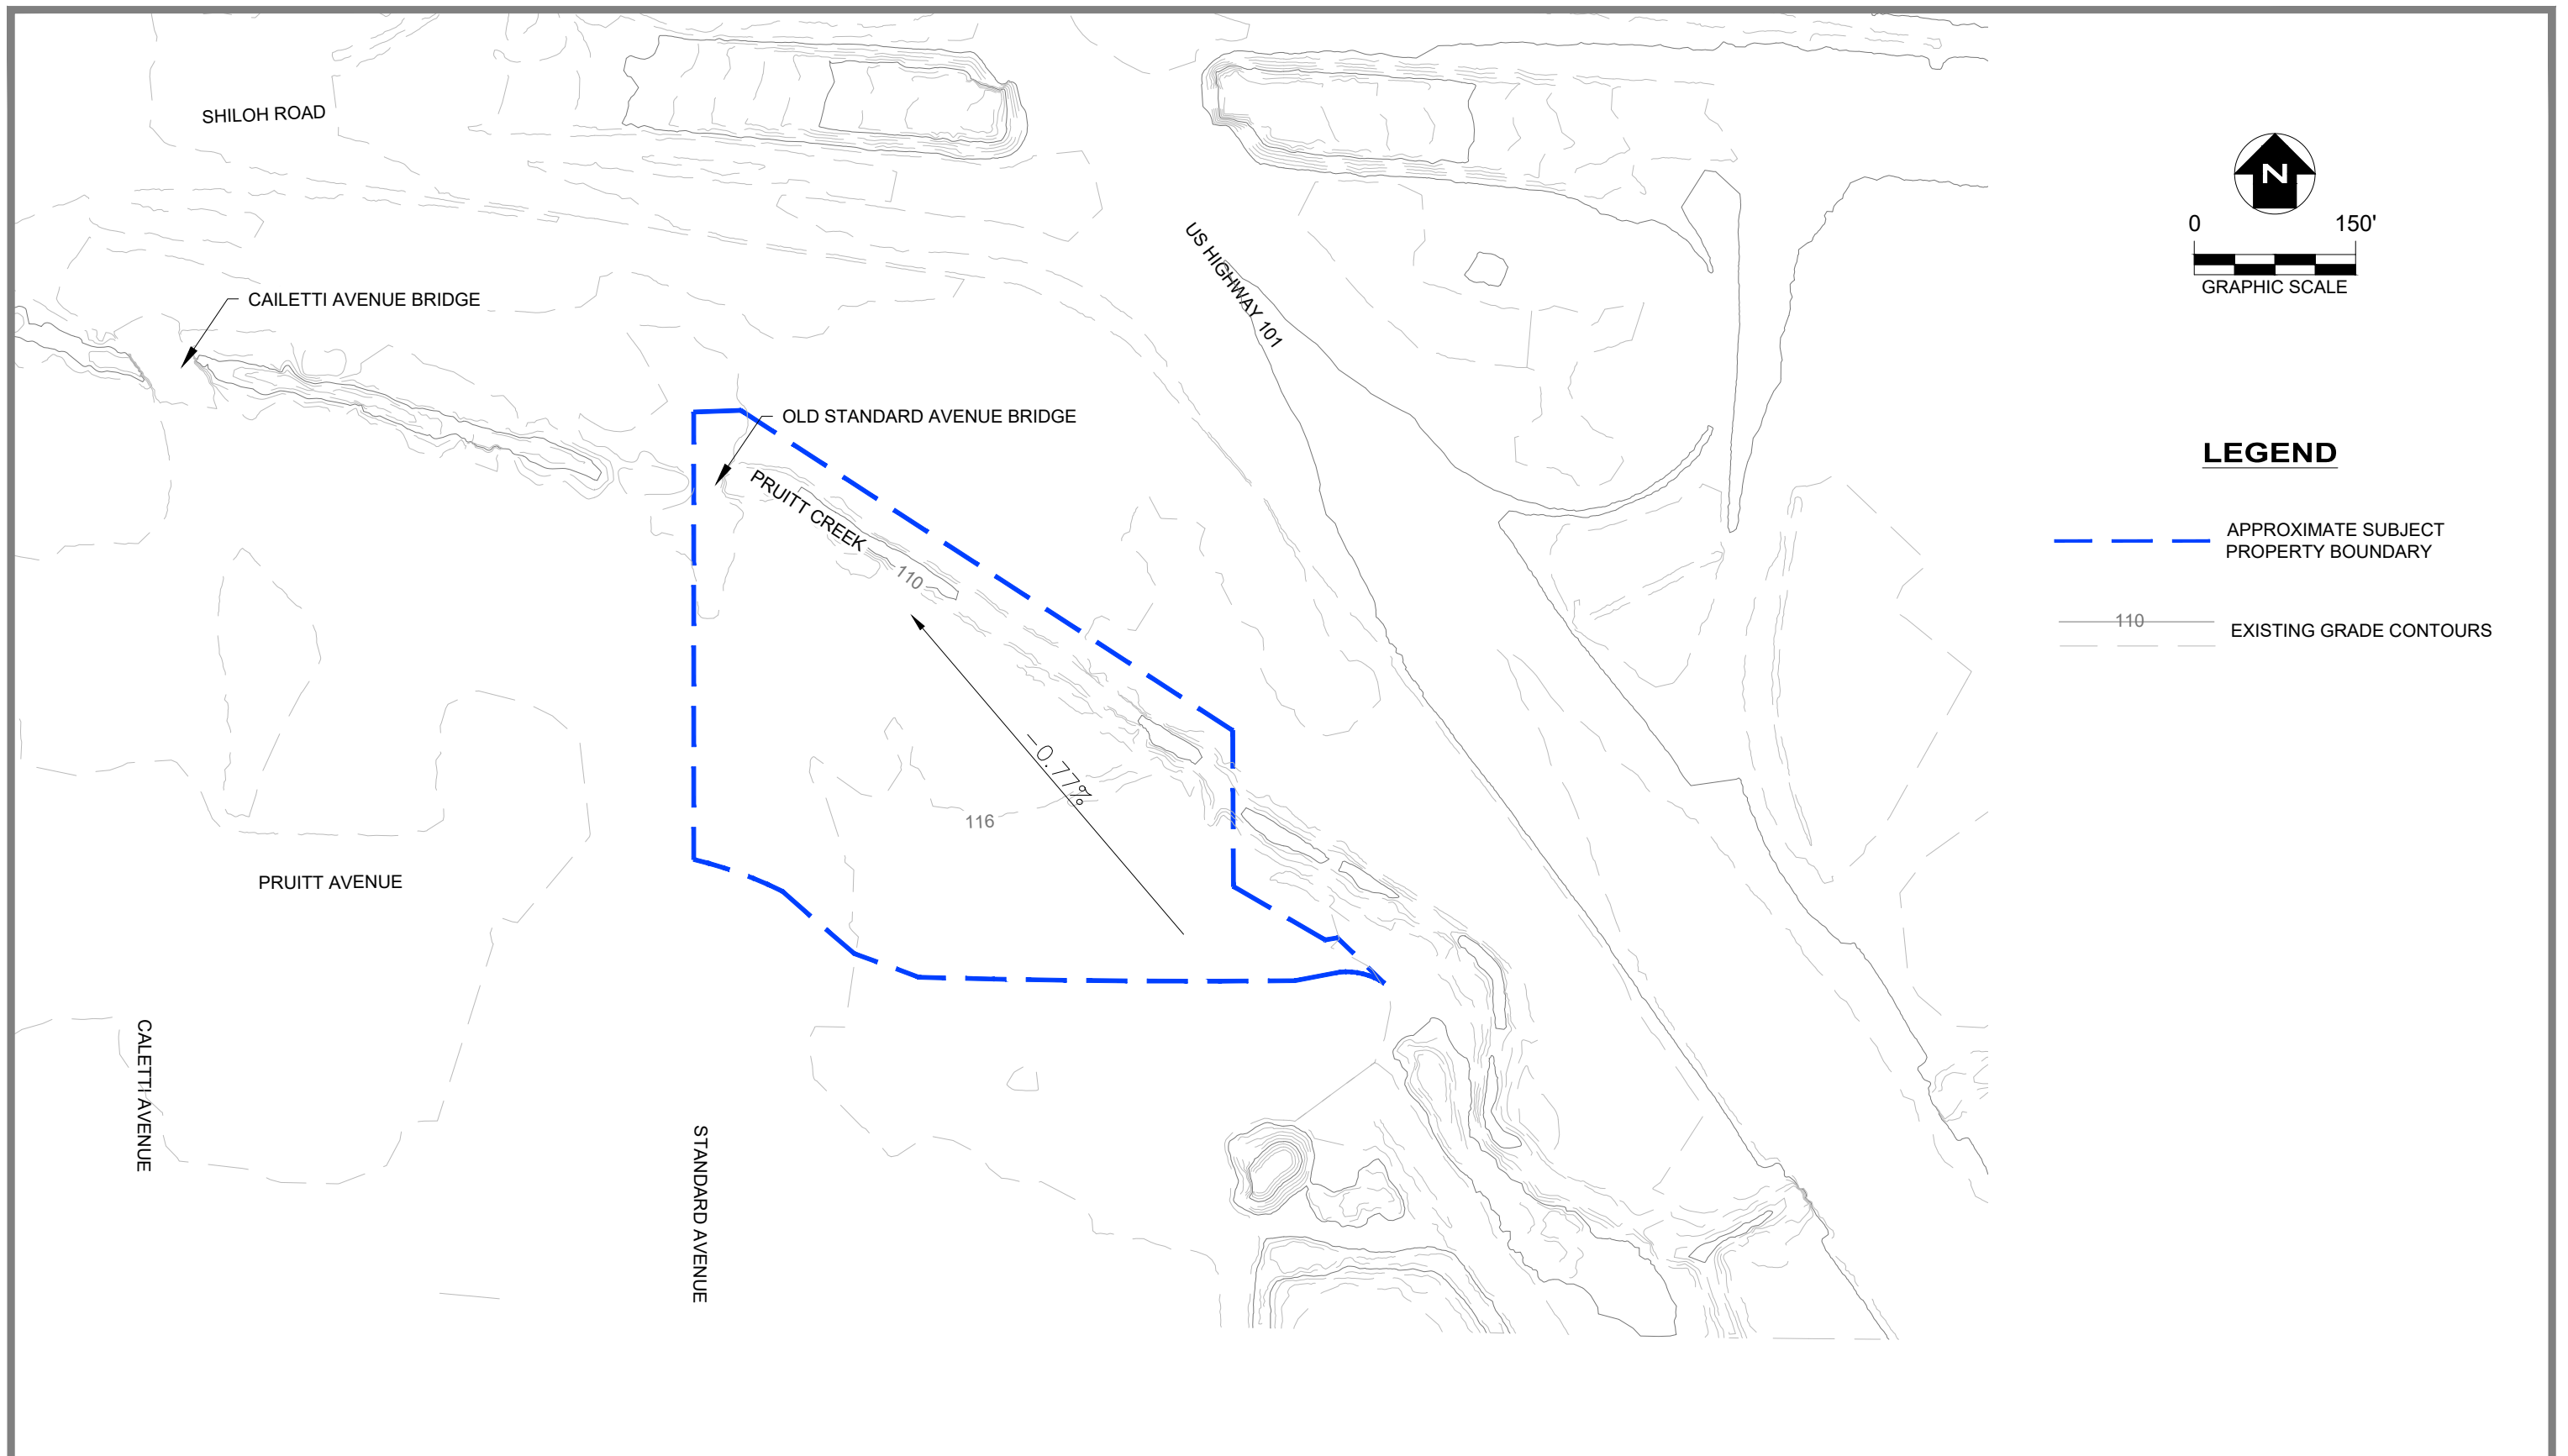 SHILOH ROAD
N
0 150'
GRAPHIC SCALE
US HIGHWAY 101
CAILETTI AVENUE BRIDGE
OLD STANDARD AVENUE BRIDGE
LEGEND
PRUITT CREEK
APPROXIMATE SUBJECT
PROPERTY BOUNDARY
110
110
EXISTING GRADE CONTOURS
-0.77%
116
PRUITT AVENUE
CALETTI AVENUE
STANDARD AVENUE